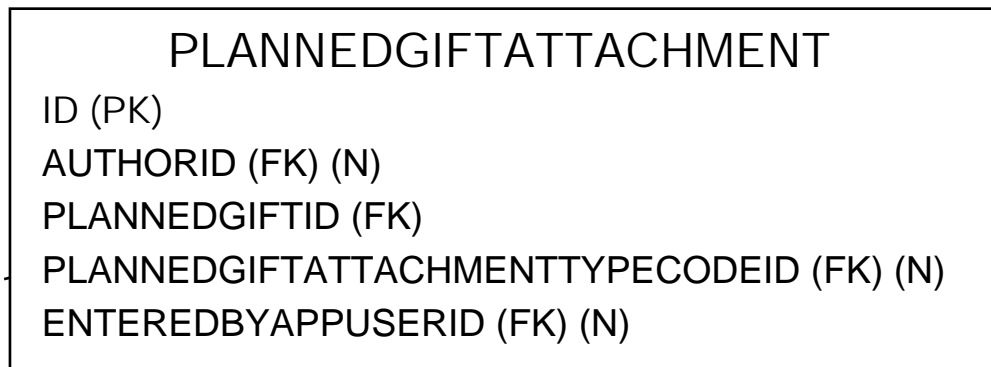 PLANNEDGIFTATTACHMENT
ID (PK)
AUTHORID (FK) (N)
PLANNEDGIFTID (FK)
PLANNEDGIFTATTACHMENTTYPECODEID (FK) (N)
ENTEREDBYAPPUSERID (FK) (N)